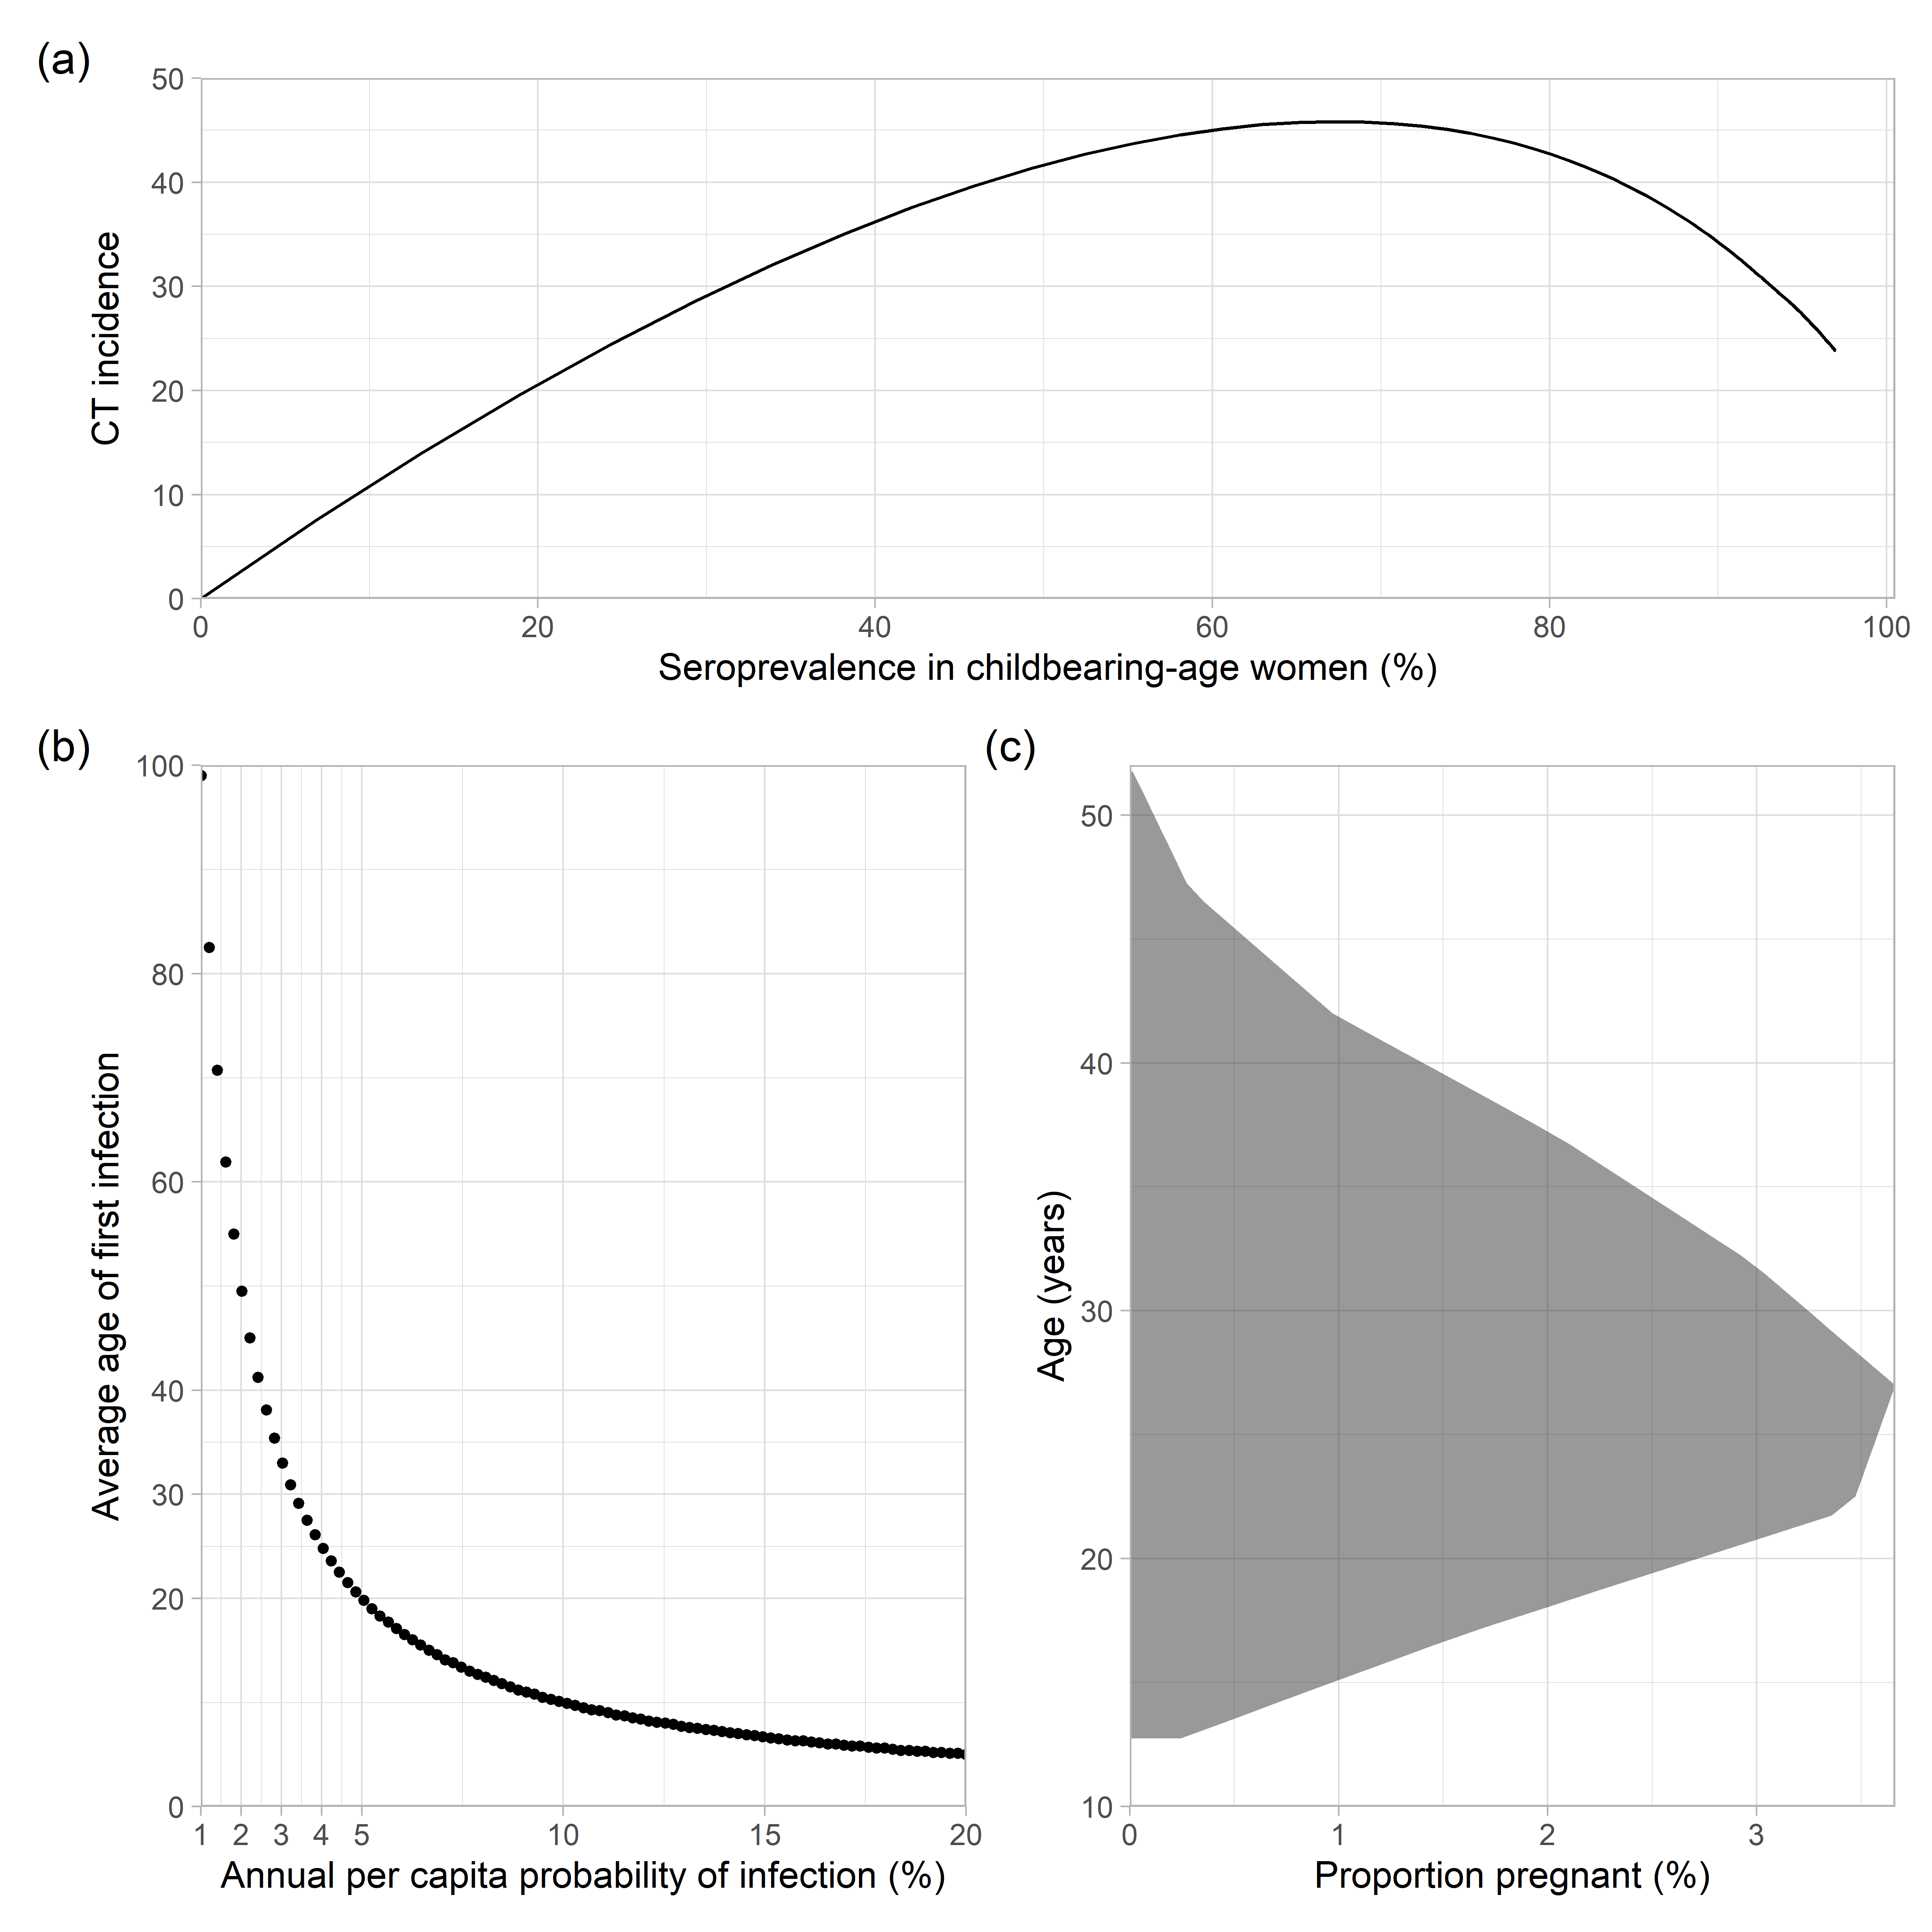 (a)
50
40
30
20
10
0
CT incidence
0 20 40 60 80 100
Seroprevalence in childbearing-age women (%)
(b)
100
80
60
40
30
20
0
Average age of first infection
1 2 3 4 5 10 15 20
Annual per capita probability of infection (%)
(c)
50
40
30
20
10
Age (years)
0 1 2 3
Proportion pregnant (%)